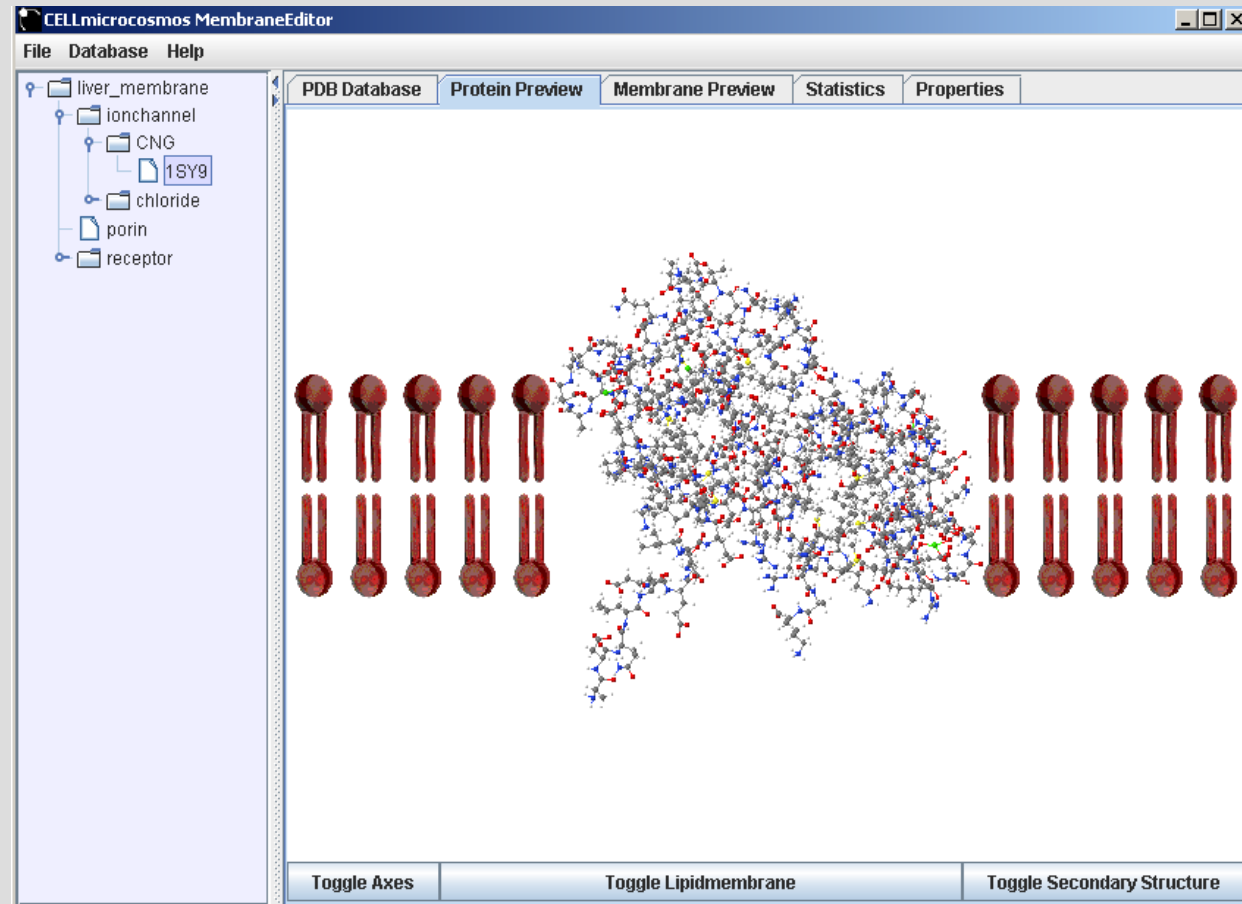 CELLmicrocosmos MembraneEditor
File Database Help
liver_membrane
ionchannel
CNG
1SY9
chloride
porin
receptor
PDB Database Protein Preview Membrane Preview Statistics Properties
Toggle Axes Toggle Lipidmembrane Toggle Secondary Structure